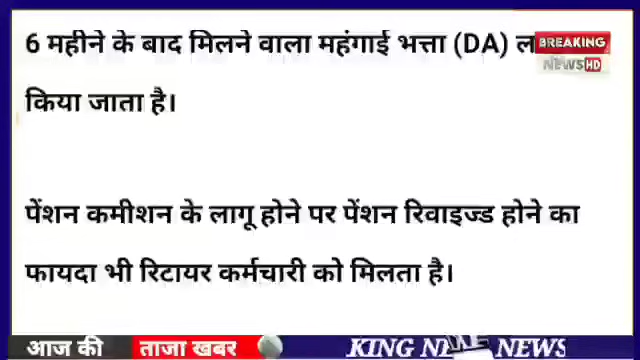 6 महीने के बाद मिलने वाला महंगाई भत्ता (DA)
BREAKING
NEWS HD
किया जाता है।
पेंशन कमीशन के लागू होने पर पेंशन रिवाइज्ड होने का
फायदा भी रिटायर कर्मचारी को मिलता है।
आज की ताजा खबर
KING NEWS